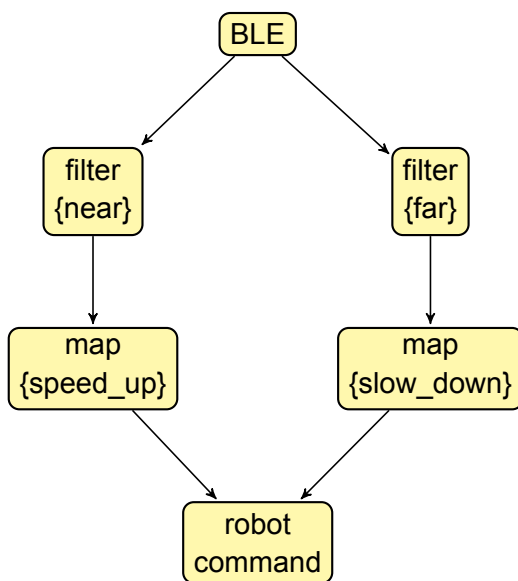 BLE
filter
{near}
filter
{far}
map
{speed_up}
map
{slow_down}
robot
command